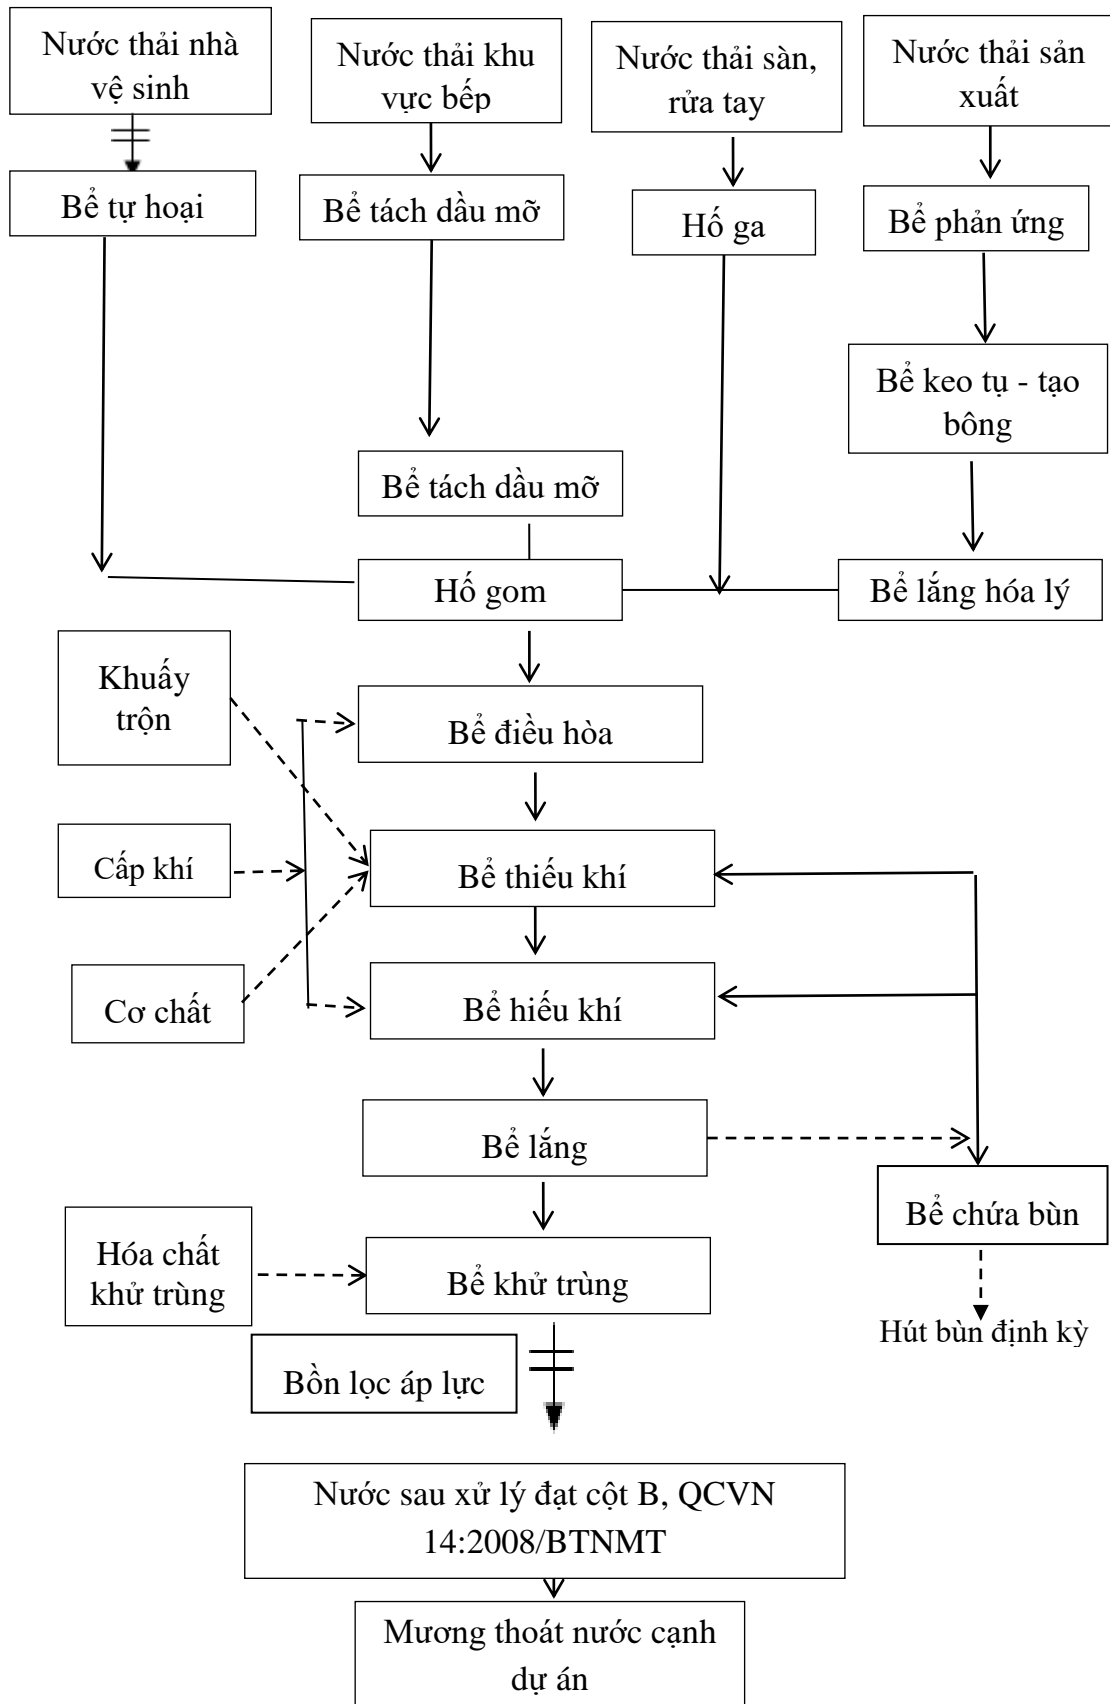 Nước thải nhà
vệ sinh
Nước thải khu
vực bếp
Nước thải sàn,
rửa tay
Nước thải sản
xuất
Bể tự hoại
Bể tách dầu mỡ
Hố ga
Bể phản ứng
Bể keo tụ - tạo
bông
Bể tách dầu mỡ
Hố gom
Bể lắng hóa lý
Khuấy
trộn
Bể điều hòa
Cấp khí
Bể thiếu khí
Cơ chất
Bể hiếu khí
Bể lắng
Bể chứa bùn
Hóa chất
khử trùng
Bể khử trùng
Hút bùn định kỳ
Bồn lọc áp lực
Nước sau xử lý đạt cột B, QCVN
14:2008/BTNMT
Mương thoát nước cạnh
dự án